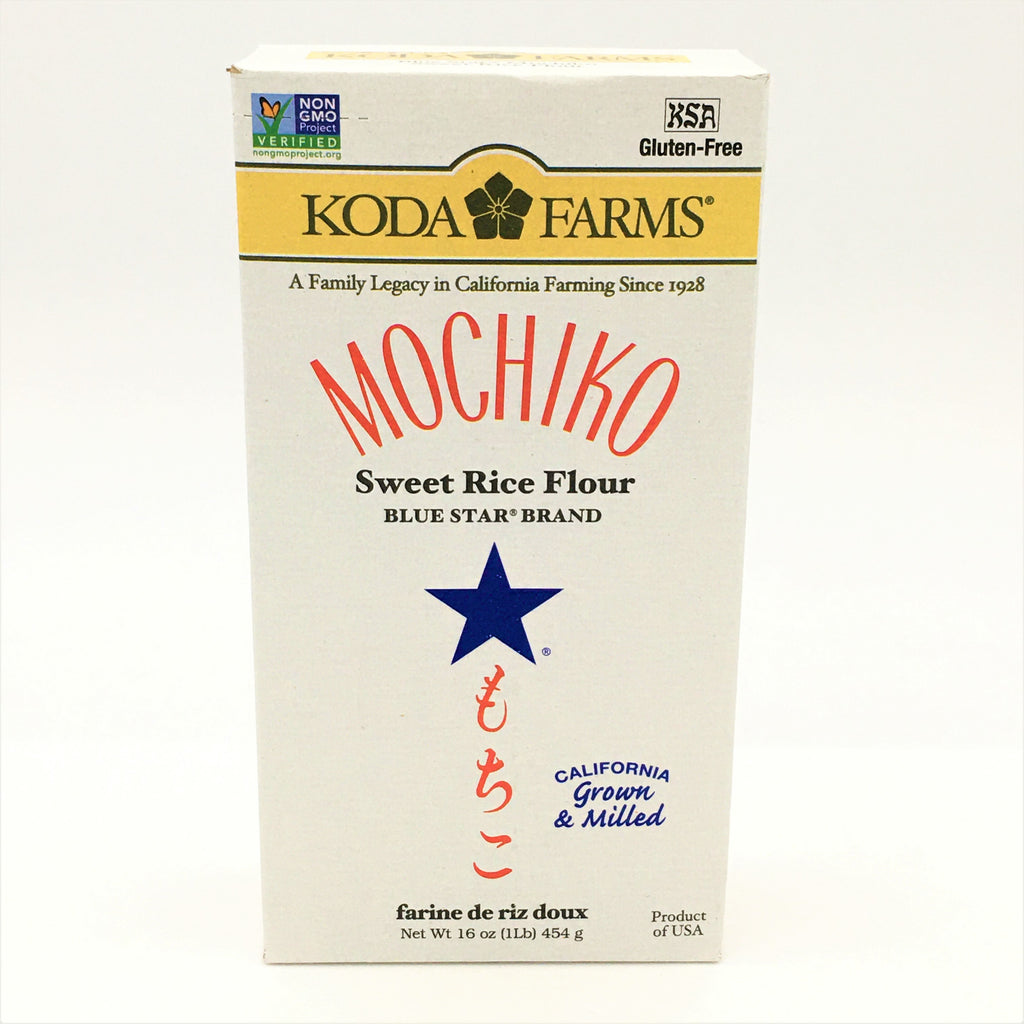 KODA FARMS
NON
GMO
Project
VERIFIED
nongmoproject.org
KSA
Gluten-Free
KODA FARMS®
A Family Legacy in California Farming Since 1928
MOCHIKO
Sweet Rice Flour
BLUE STAR® BRAND
®
もちこ
CALIFORNIA
Grown
& Milled
farine de riz doux
Net Wt 16 oz (1Lb) 454 g
Product
of USA